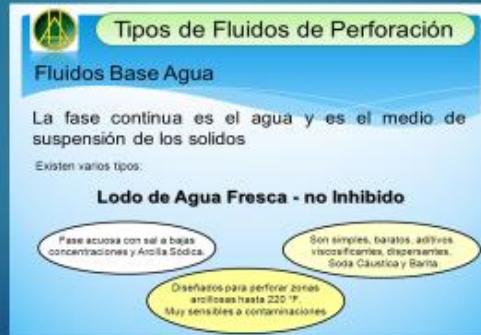 Tipos de Fluidos de Perforación
Fluidos Base Agua
La fase continua es el agua y es el medio de
suspensión de los solidos
Existen varios tipos:
Lodo de Agua Fresca - no Inhibido
Fase acuosa con sal a bajas
concentraciones y Arcilla Sódica.
Son simples, baratos, aditivos
viscosificantes, dispersantes,
Soda Cáustica y Barita.
Diseñados para perforar zonas
arcillosas hasta 220 °F.
Muy sensibles a contaminaciones